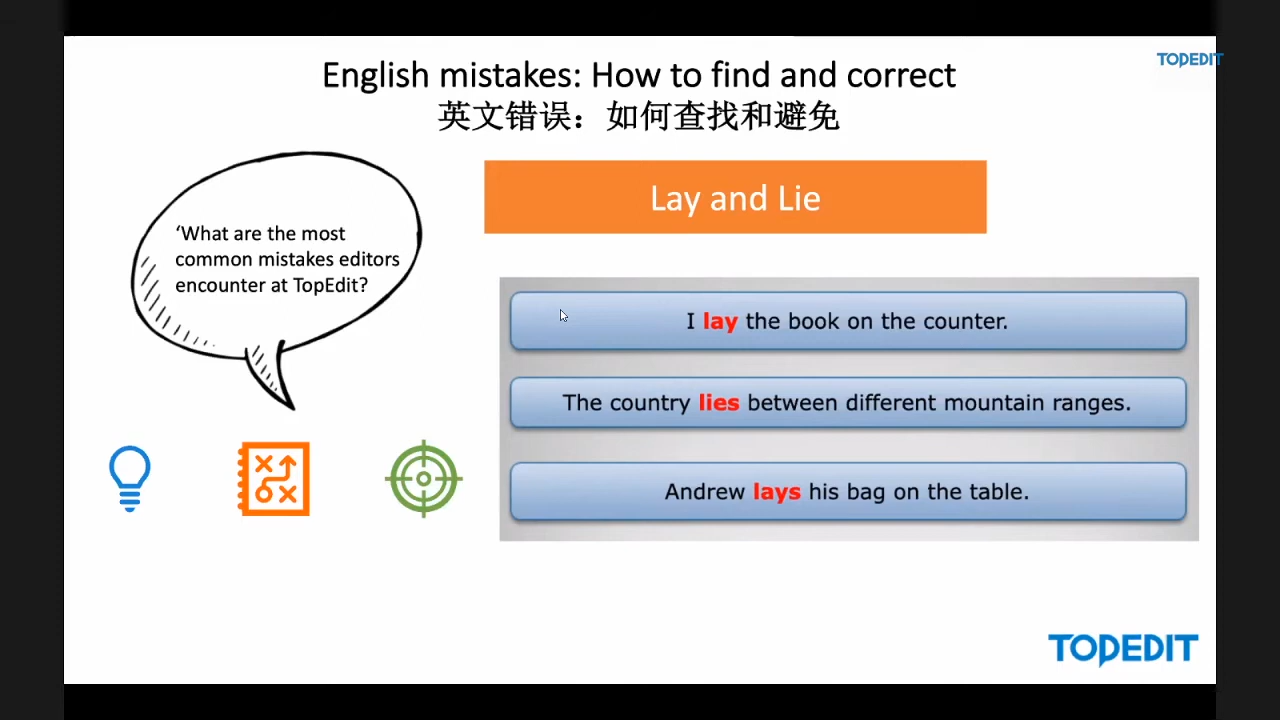 TOPEDIT
English mistakes: How to find and correct
英文错误：如何查找和避免
Lay and Lie
‘What are the most
common mistakes editors
encounter at TopEdit?
I lay the book on the counter.
The country lies between different mountain ranges.
Andrew lays his bag on the table.
TOPEDIT